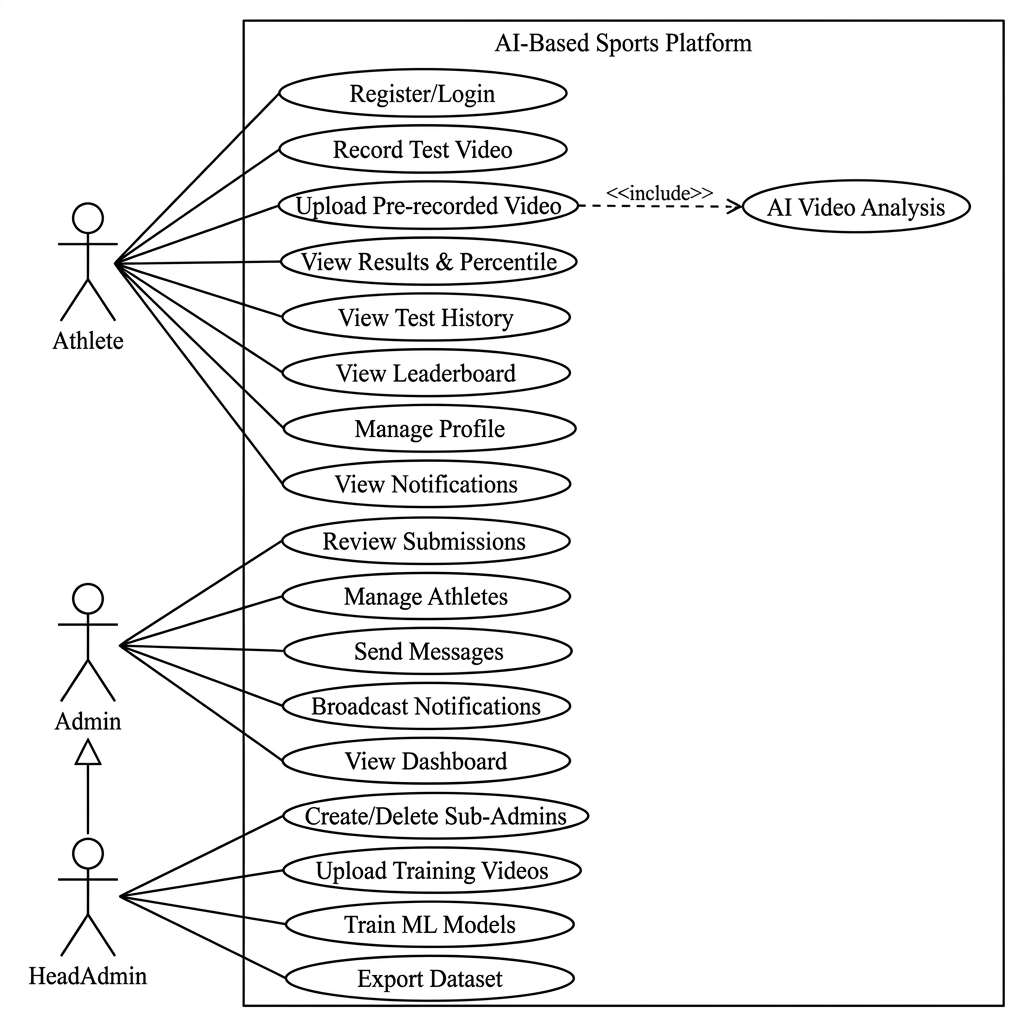 AI-Based Sports Platform
Register/Login
Record Test Video
Upload Pre-recorded Video
<<include>>
AI Video Analysis
View Results & Percentile
View Test History
Athlete
View Leaderboard
Manage Profile
View Notifications
Review Submissions
Manage Athletes
Send Messages
Broadcast Notifications
Admin
View Dashboard
Create/Delete Sub-Admins
Upload Training Videos
Train ML Models
HeadAdmin
Export Dataset